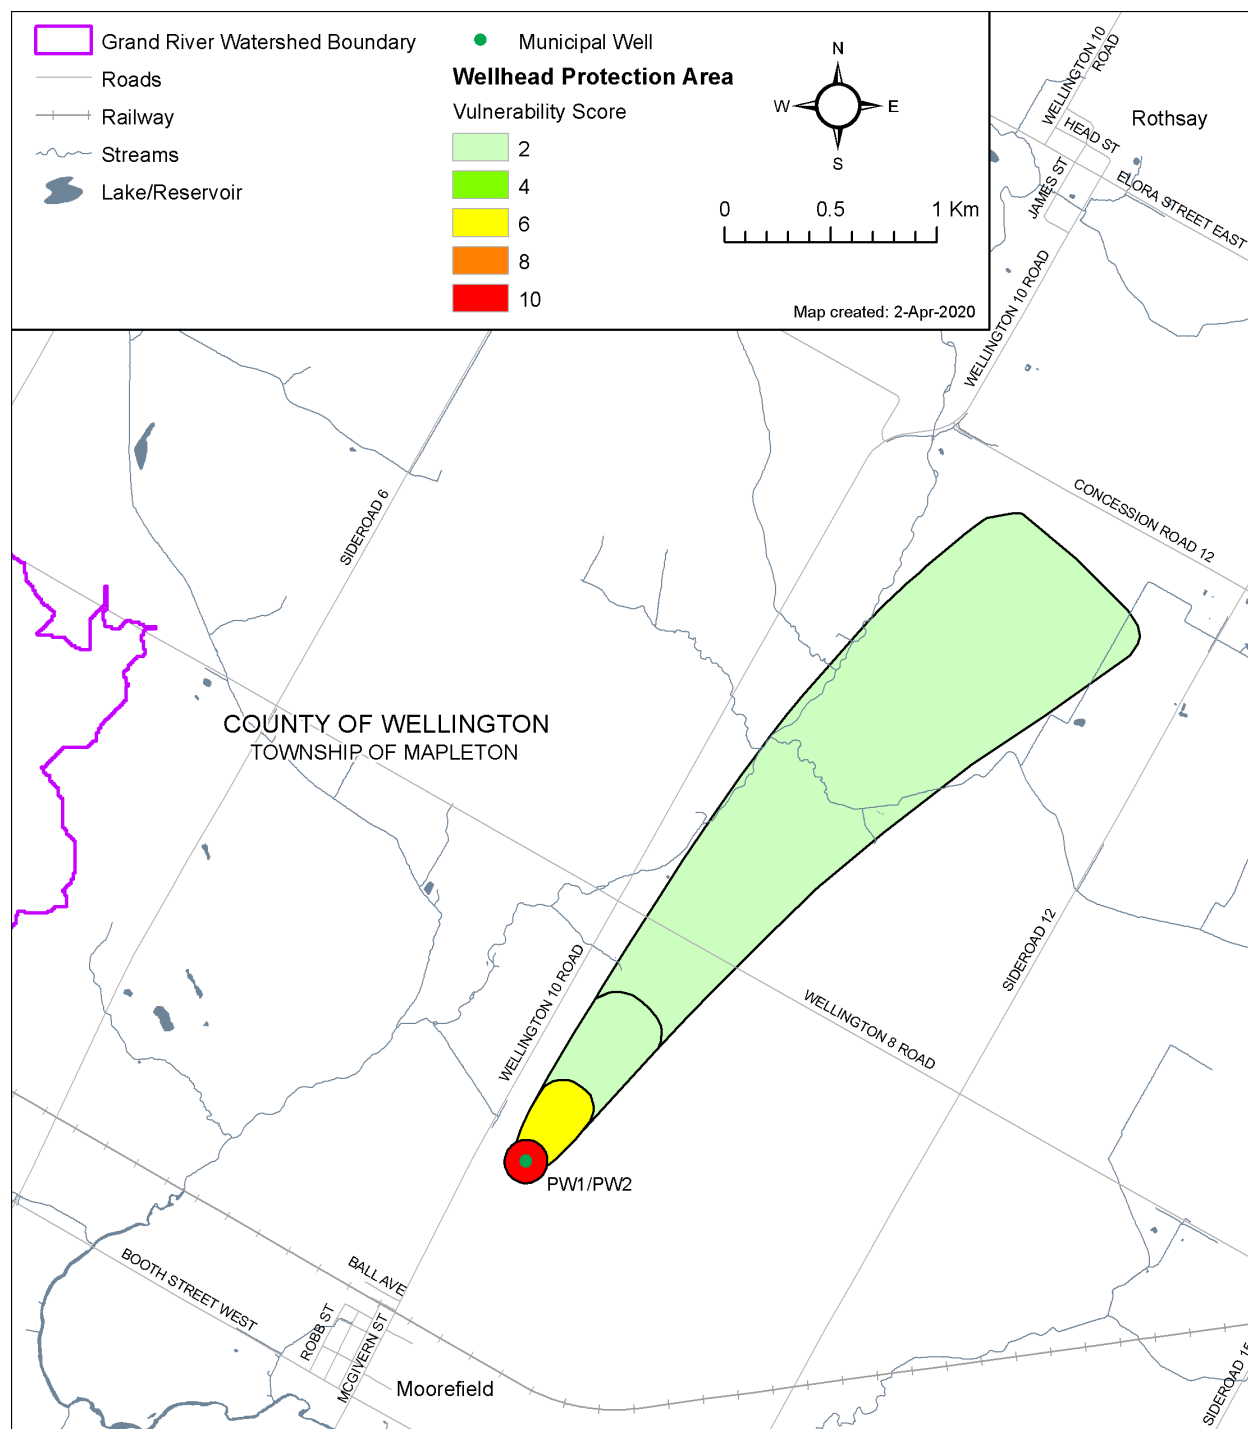 Grand River Watershed Boundary
Roads
Railway
Streams
Lake/Reservoir
Municipal Well
Wellhead Protection Area
Vulnerability Score
2
4
6
8
10
N
W E
S
0 0.5 1 Km
Map created: 2-Apr-2020
WELLINGTON 10
ROAD
Rothsay
HEAD ST
JAMES ST
ELORA STREET EAST
WELLINGTON 10 ROAD
SIDEROAD 6
CONCESSION ROAD 12
COUNTY OF WELLINGTON
TOWNSHIP OF MAPLETON
SIDEROAD 12
WELLINGTON 10 ROAD
WELLINGTON 8 ROAD
PW1/PW2
BOOTH STREET WEST
BALL AVE
ROBB ST
MCGIVERN ST
Moorefield
SIDEROAD 15